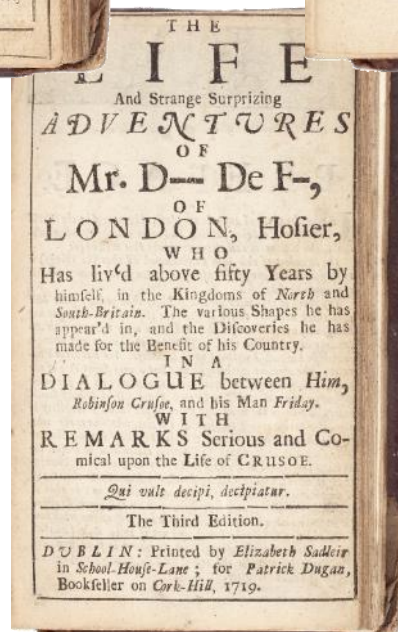 THE
LIFE
And Strange Surprizing
ADVENTURES
OF
Mr. D—— De F–,
OF
LONDON, Hoſier,
WHO
Has liv'd above fifty Years by
himſelf, in the Kingdoms of North and
South-Britain. The various Shapes he has
appear'd in, and the Diſcoveries he has
made for the Benefit of his Country.
IN A
DIALOGUE between Him,
Robinſon Cruſoe, and his Man Friday.
WITH
REMARKS Serious and Co-
mical upon the Life of CRUSOE.
Qui vult decipi, decipiatur.
The Third Edition.
DUBLIN: Printed by Elizabeth Sadleir
in School-Houſe-Lane; for Patrick Dugan,
Bookſeller on Cork-Hill, 1719.